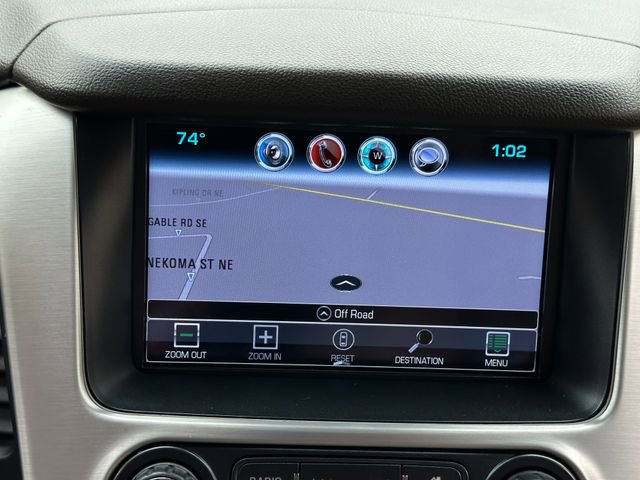 74°
W
1:02
KIPLING DR NE
GABLE RD SE
NEKOMA ST NE
Off Road
ZOOM OUT
ZOOM IN
RESET
DESTINATION
MENU
RADIO